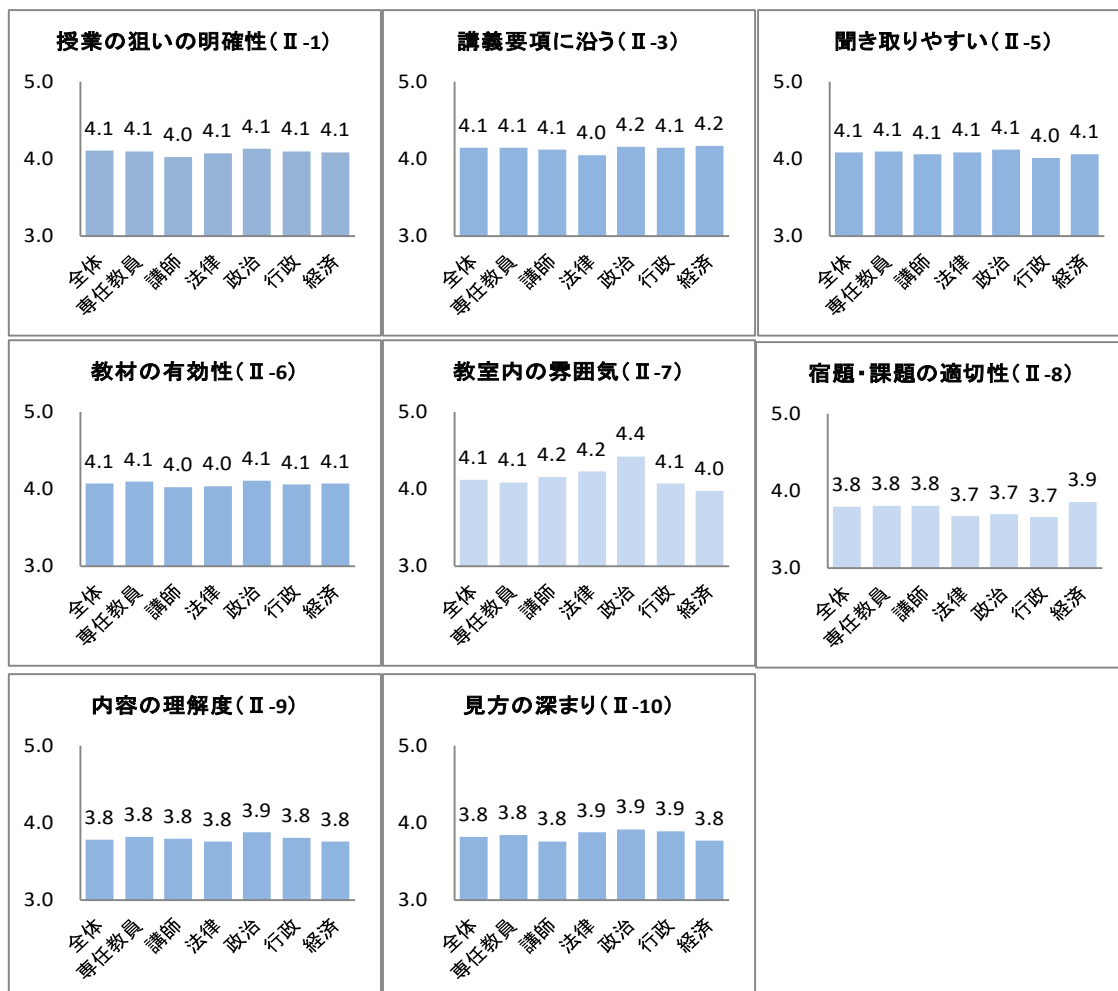 授業の狙いの明確性(Ⅱ-1)
5.0
4.0
3.0
4.1 4.1 4.0 4.1 4.1 4.1 4.1
全体 専任教員 講師 法律 政治 行政 経済
講義要項に沿う(Ⅱ-3)
5.0
4.0
3.0
4.1 4.1 4.1 4.0 4.2 4.1 4.2
全体 専任教員 講師 法律 政治 行政 経済
聞き取りやすい(Ⅱ-5)
5.0
4.0
3.0
4.1 4.1 4.1 4.1 4.1 4.0 4.1
全体 専任教員 講師 法律 政治 行政 経済
教材の有効性(Ⅱ-6)
5.0
4.0
3.0
4.1 4.1 4.0 4.0 4.1 4.1 4.1
全体 専任教員 講師 法律 政治 行政 経済
教室内の雰囲気(Ⅱ-7)
5.0
4.0
3.0
4.1 4.1 4.2 4.2 4.4 4.1 4.0
全体 専任教員 講師 法律 政治 行政 経済
宿題・課題の適切性(Ⅱ-8)
5.0
4.0
3.0
3.8 3.8 3.8 3.7 3.7 3.7 3.9
全体 専任教員 講師 法律 政治 行政 経済
内容の理解度(Ⅱ-9)
5.0
4.0
3.0
3.8 3.8 3.8 3.8 3.9 3.8 3.8
全体 専任教員 講師 法律 政治 行政 経済
見方の深まり(Ⅱ-10)
5.0
4.0
3.0
3.8 3.8 3.8 3.9 3.9 3.9 3.8
全体 専任教員 講師 法律 政治 行政 経済